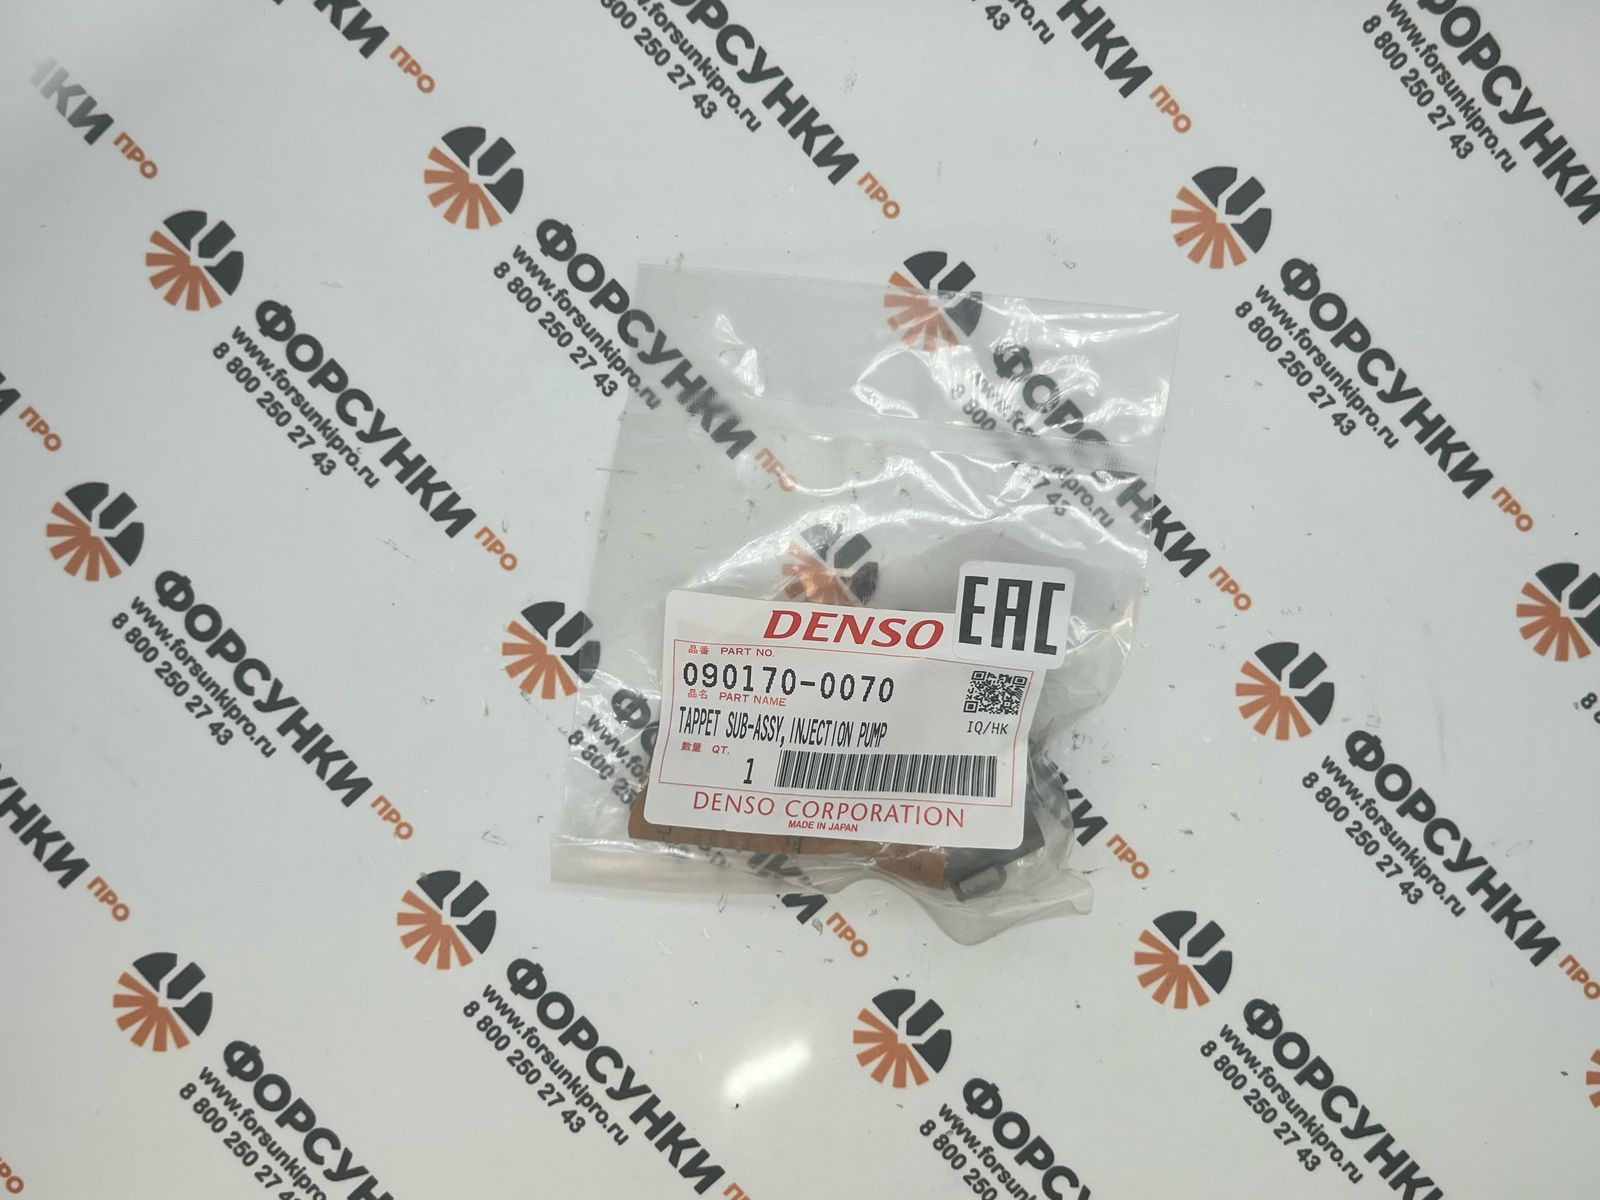 DENSO
EAC
品番 PART NO.
090170-0070
品名 PART NAME
TAPPET SUB-ASSY, INJECTION PUMP
IQ/HK
数量 QT.
1
DENSO CORPORATION
MADE IN JAPAN
ФОРСУНКИ ПРО
www.forsunkipro.ru
8 800 250 27 43